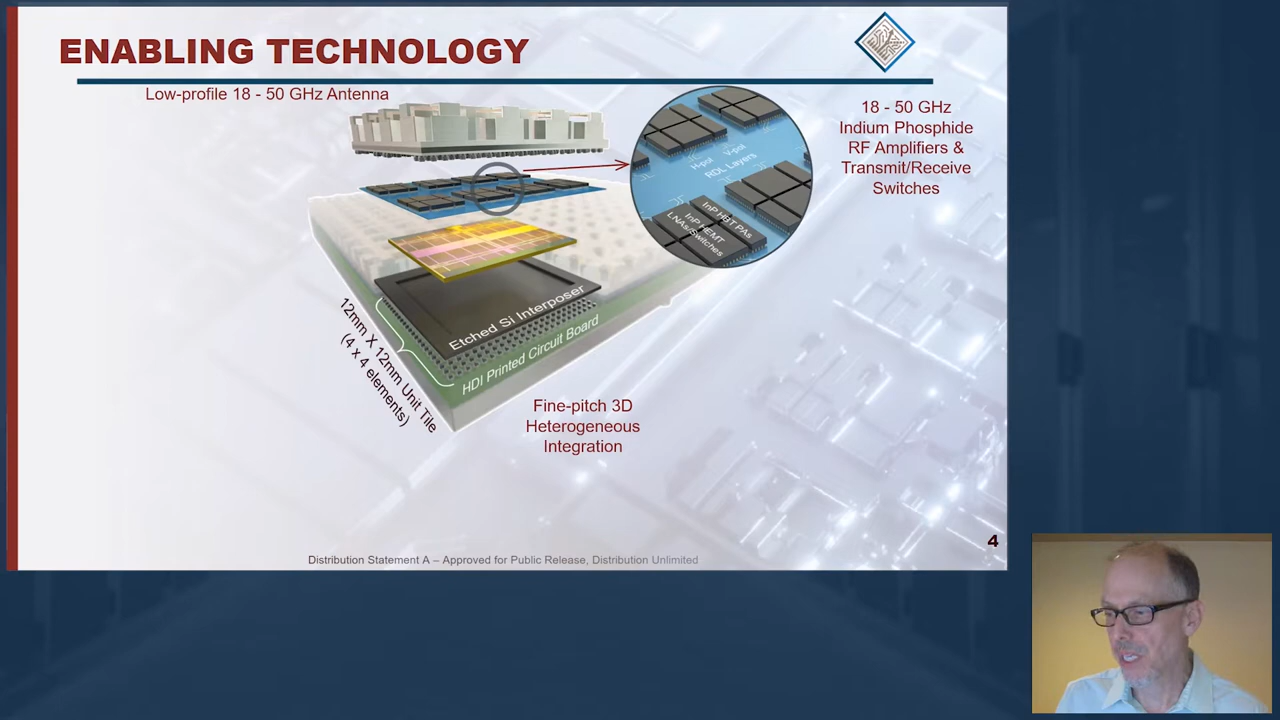 ENABLING TECHNOLOGY
Low-profile 18 - 50 GHz Antenna
18 - 50 GHz
Indium Phosphide
RF Amplifiers &
Transmit/Receive
Switches
H-pol V-pol
RDL Layers
InP HBT PAs
InP HEMT
LNAs/Switches
Etched Si Interposer
HDI Printed Circuit Board
12mm X 12mm Unit Tile
(4 x 4 elements)
Fine-pitch 3D
Heterogeneous
Integration
4
Distribution Statement A – Approved for Public Release, Distribution Unlimited